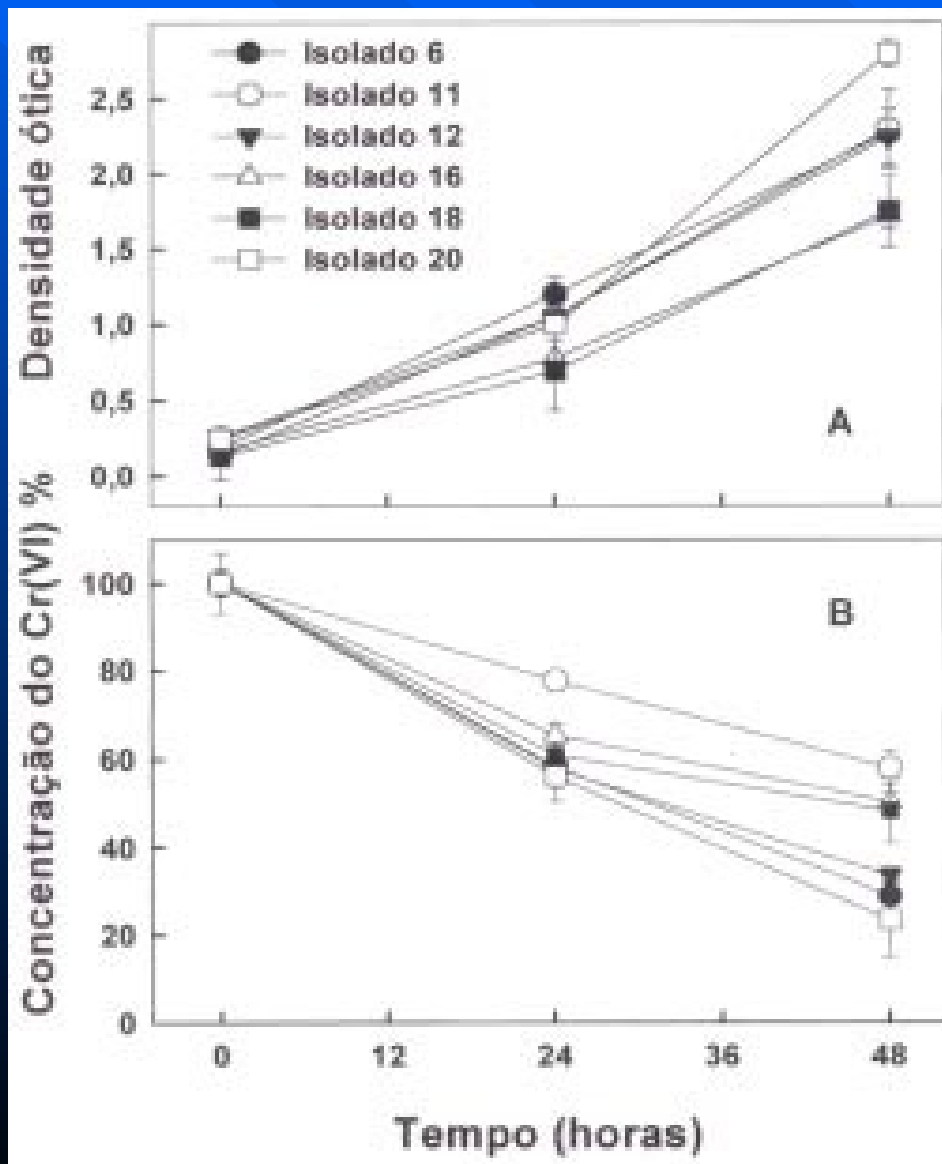 Densidade ótica
2,5
2,0
1,5
1,0
0,5
0,0
Isolado 6
Isolado 11
Isolado 12
Isolado 16
Isolado 18
Isolado 20
A
Concentração do Cr(VI) %
100
80
60
40
20
0
B
0 12 24 36 48
Tempo (horas)